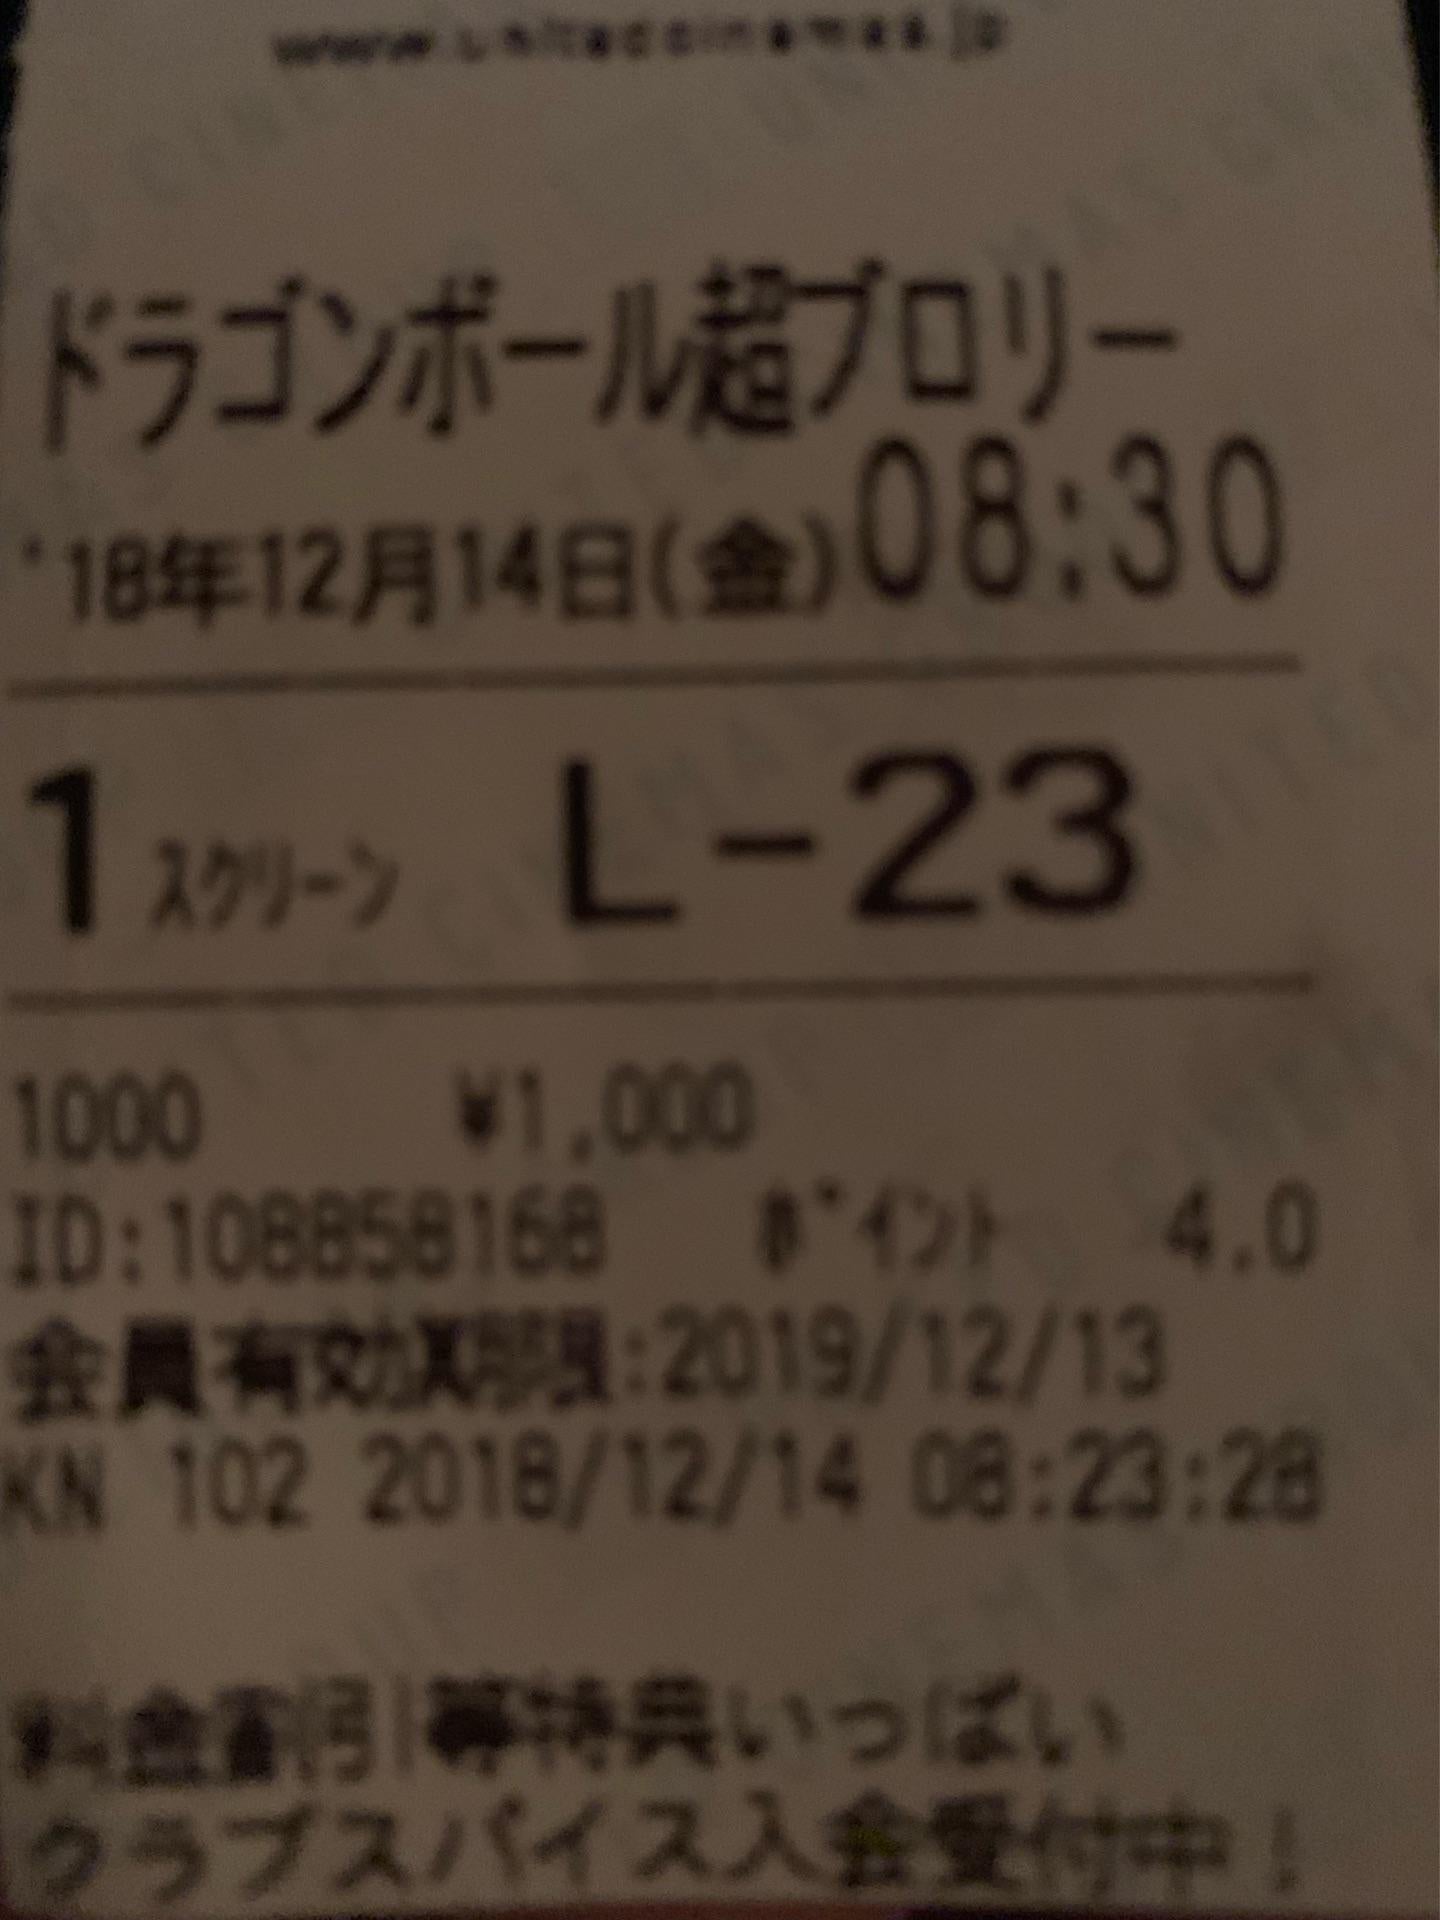 www.unitedcinemas.jp
ドラゴンボール超ブロリー
'18年12月14日(金) 08:30
1 スクリーン L-23
1000 ¥1,000
ID:108858168 ﾎﾟｲﾝﾄ 4.0
会員有効期限:2019/12/13
KN 102 2018/12/14 08:23:28
料金割引等特典いっぱい
クラブスパイス入会受付中!